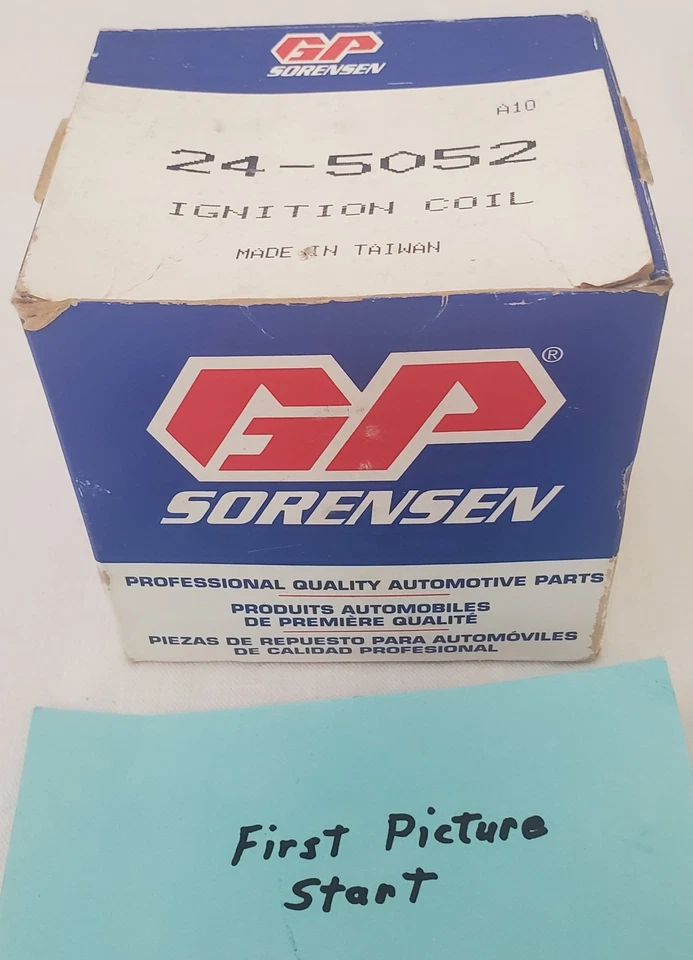 GP
SORENSEN
A10
24-5052
IGNITION COIL
MADE IN TAIWAN
GP®
SORENSEN
PROFESSIONAL QUALITY AUTOMOTIVE PARTS
PRODUITS AUTOMOBILES
DE PREMIÈRE QUALITÉ
PIEZAS DE REPUESTO PARA AUTOMÓVILES
DE CALIDAD PROFESIONAL
First Picture
Start